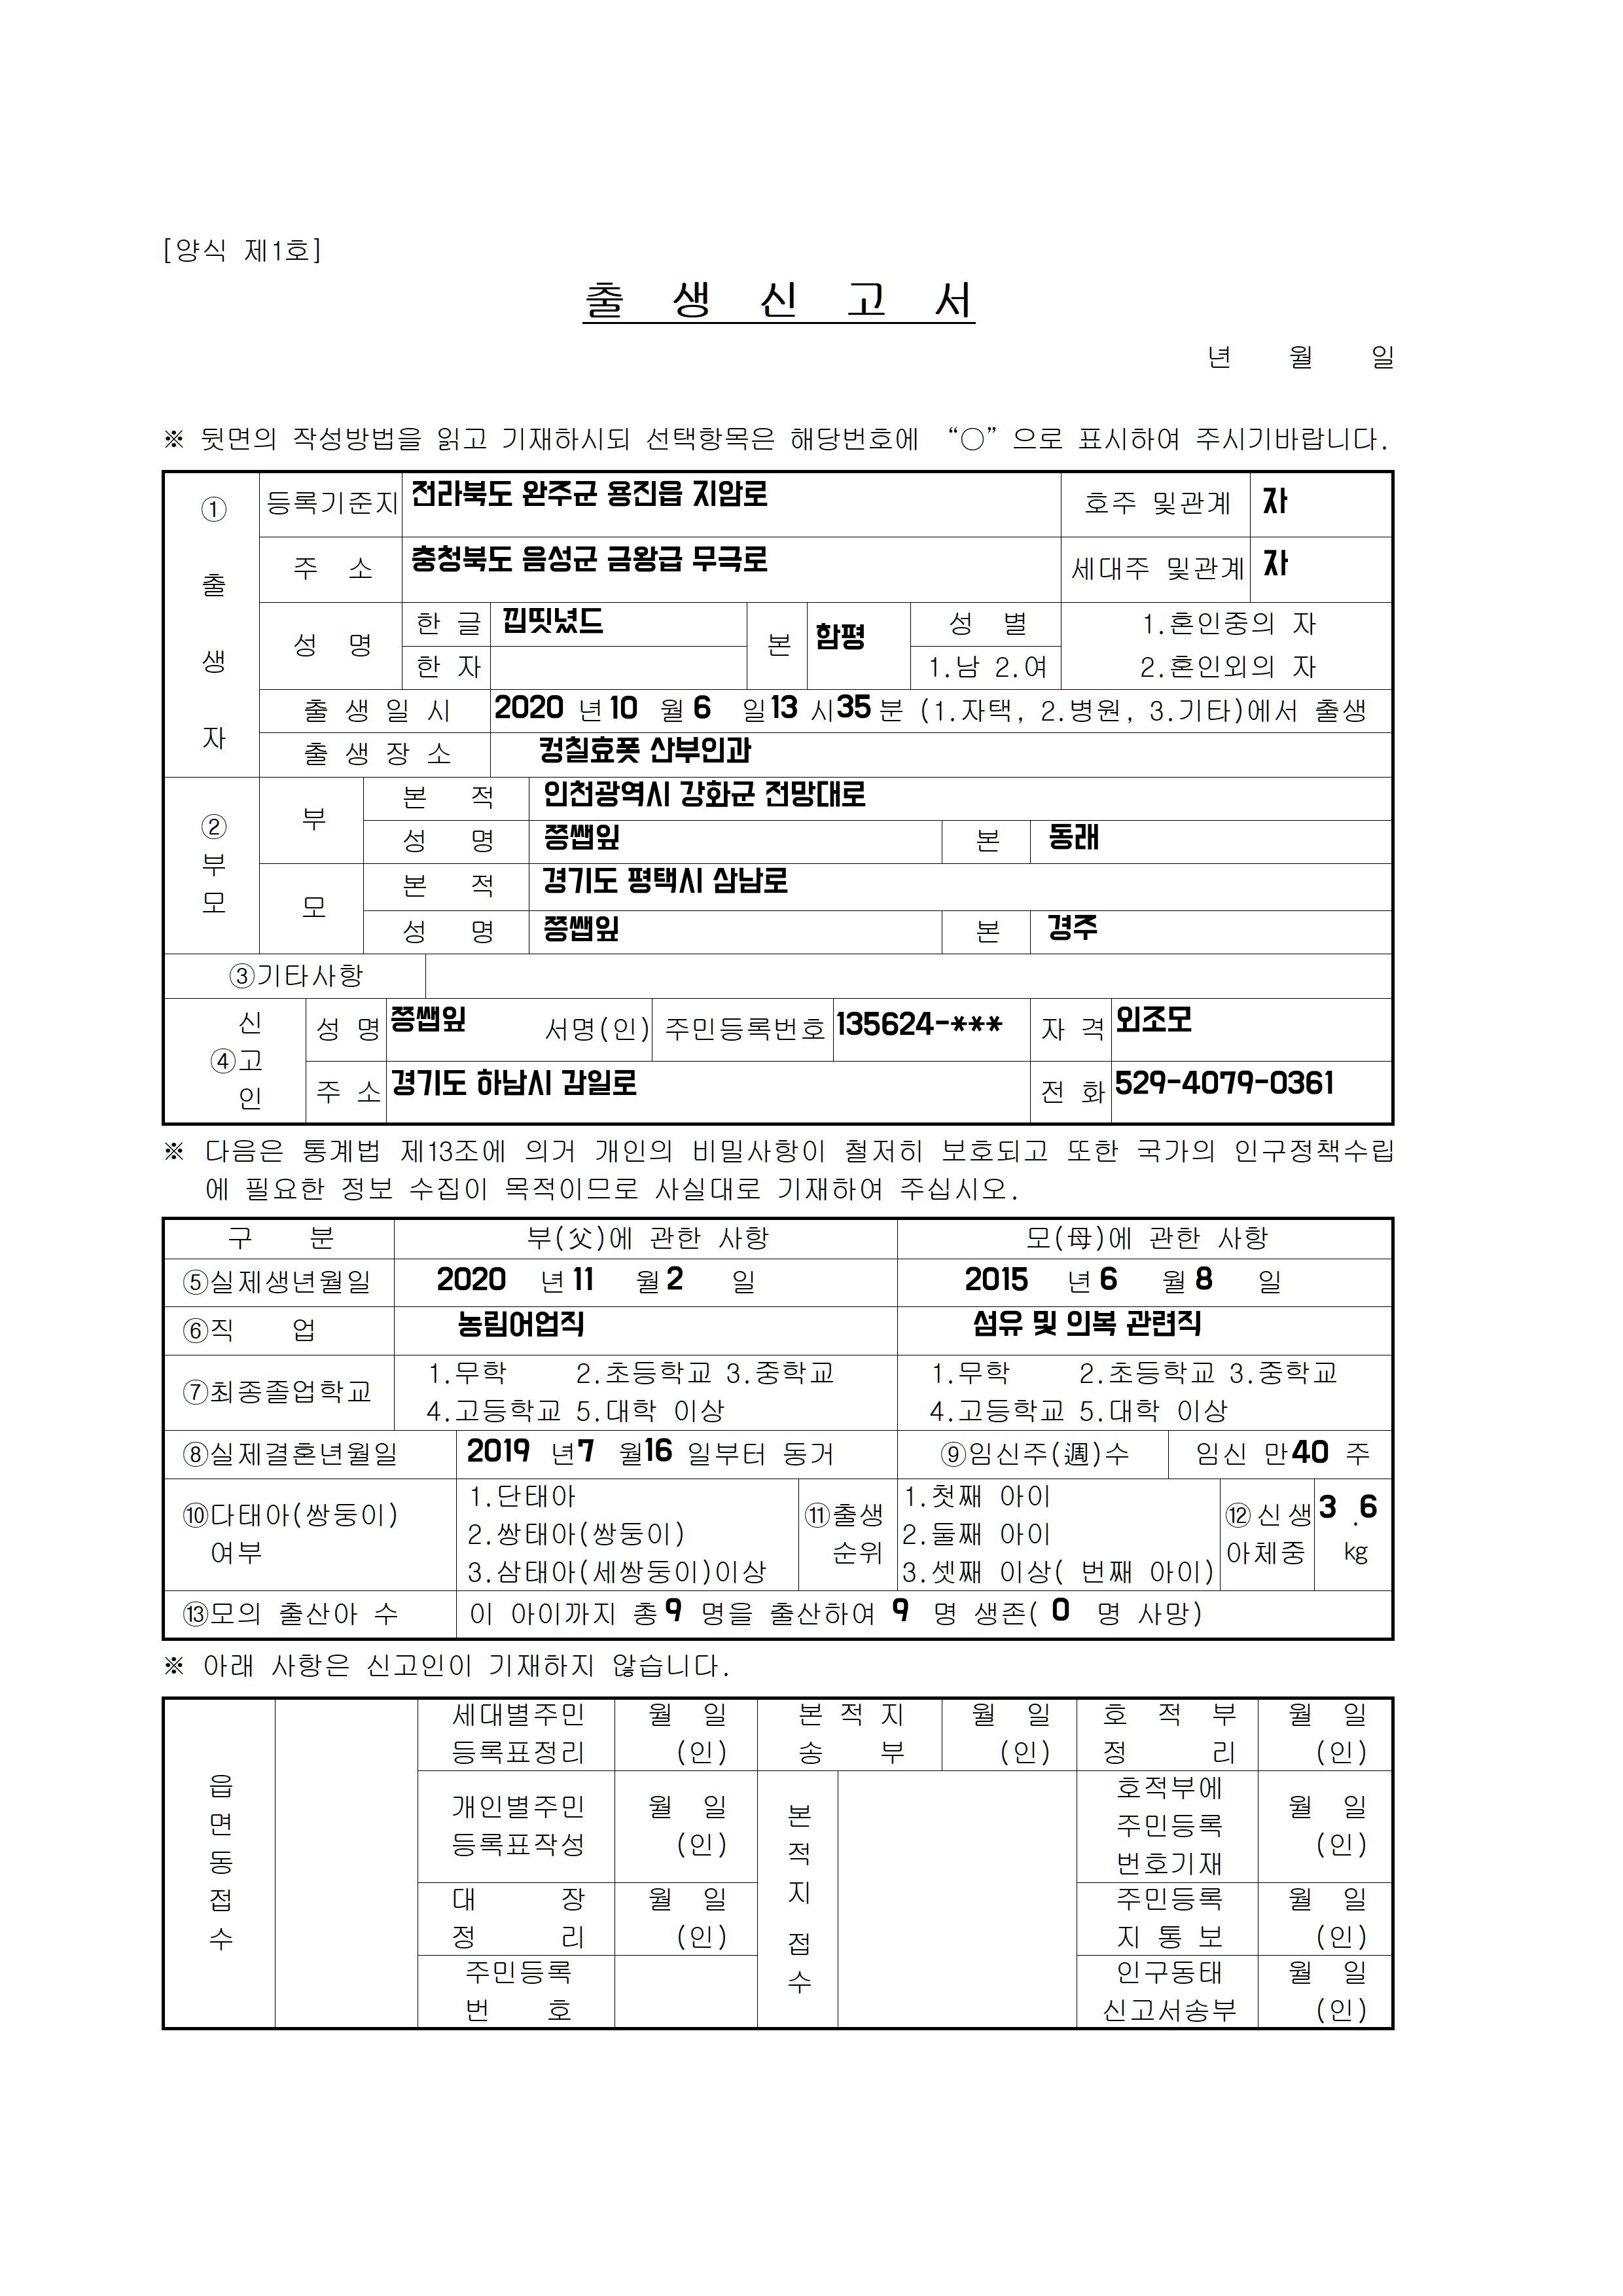 [양식 제1호]
출 생 신 고 서
년 월 일
※ 뒷면의 작성방법을 읽고 기재하시되 선택항목은 해당번호에 “○” 으로 표시하여 주시기바랍니다.
① 출 생 자
등록기준지 전라북도 완주군 용진읍 지암로 호주 및관계 자
주 소 충청북도 음성군 금왕급 무극로 세대주 및관계 자
성 명 한 글 낍띳넜드 본 함평 성 별 1.혼인중의 자
한 자 1.남 2.여 2.혼인외의 자
출 생 일 시 2020 년 10 월 6 일 13 시 35 분 (1.자택, 2.병원, 3.기타)에서 출생
출 생 장 소 컹칠효폿 산부인과
② 부 모
부 본 적 인천광역시 강화군 전망대로
성 명 쯩쌥잎 본 동래
모 본 적 경기도 평택시 삼남로
성 명 쯩쌥잎 본 경주
③기타사항
④ 신 고 인
성 명 쯩쌥잎 서명(인) 주민등록번호 135624-*** 자 격 외조모
주 소 경기도 하남시 감일로 전 화 529-4079-0361
※ 다음은 통계법 제13조에 의거 개인의 비밀사항이 철저히 보호되고 또한 국가의 인구정책수립
에 필요한 정보 수집이 목적이므로 사실대로 기재하여 주십시오.
구 분 부(父)에 관한 사항 모(母)에 관한 사항
⑤실제생년월일 2020 년 11 월 2 일 2015 년 6 월 8 일
⑥직 업 농림어업직 섬유 및 의복 관련직
⑦최종졸업학교
1.무학 2.초등학교 3.중학교 1.무학 2.초등학교 3.중학교
4.고등학교 5.대학 이상 4.고등학교 5.대학 이상
⑧실제결혼년월일 2019 년 7 월 16 일부터 동거 ⑨임신주(週)수 임신 만 40 주
⑩다태아(쌍둥이)
여부
1.단태아
2.쌍태아(쌍둥이)
3.삼태아(세쌍둥이)이상
⑪출생
순위
1.첫째 아이
2.둘째 아이
3.셋째 이상( 번째 아이)
⑫신생
아체중
3 .6
kg
⑬모의 출산아 수 이 아이까지 총 9 명을 출산하여 9 명 생존( 0 명 사망)
※ 아래 사항은 신고인이 기재하지 않습니다.
읍 면 동 접 수
세대별주민 월 일 본 적 지 월 일 호 적 부 월 일
등록표정리 (인) 송 부 (인) 정 리 (인)
개인별주민 월 일
등록표작성 (인)
대 장 월 일
정 리 (인)
주민등록
번 호
본 적 지 접 수
호적부에
주민등록
번호기재
월 일
(인)
주민등록 월 일
지 통 보 (인)
인구동태 월 일
신고서송부 (인)